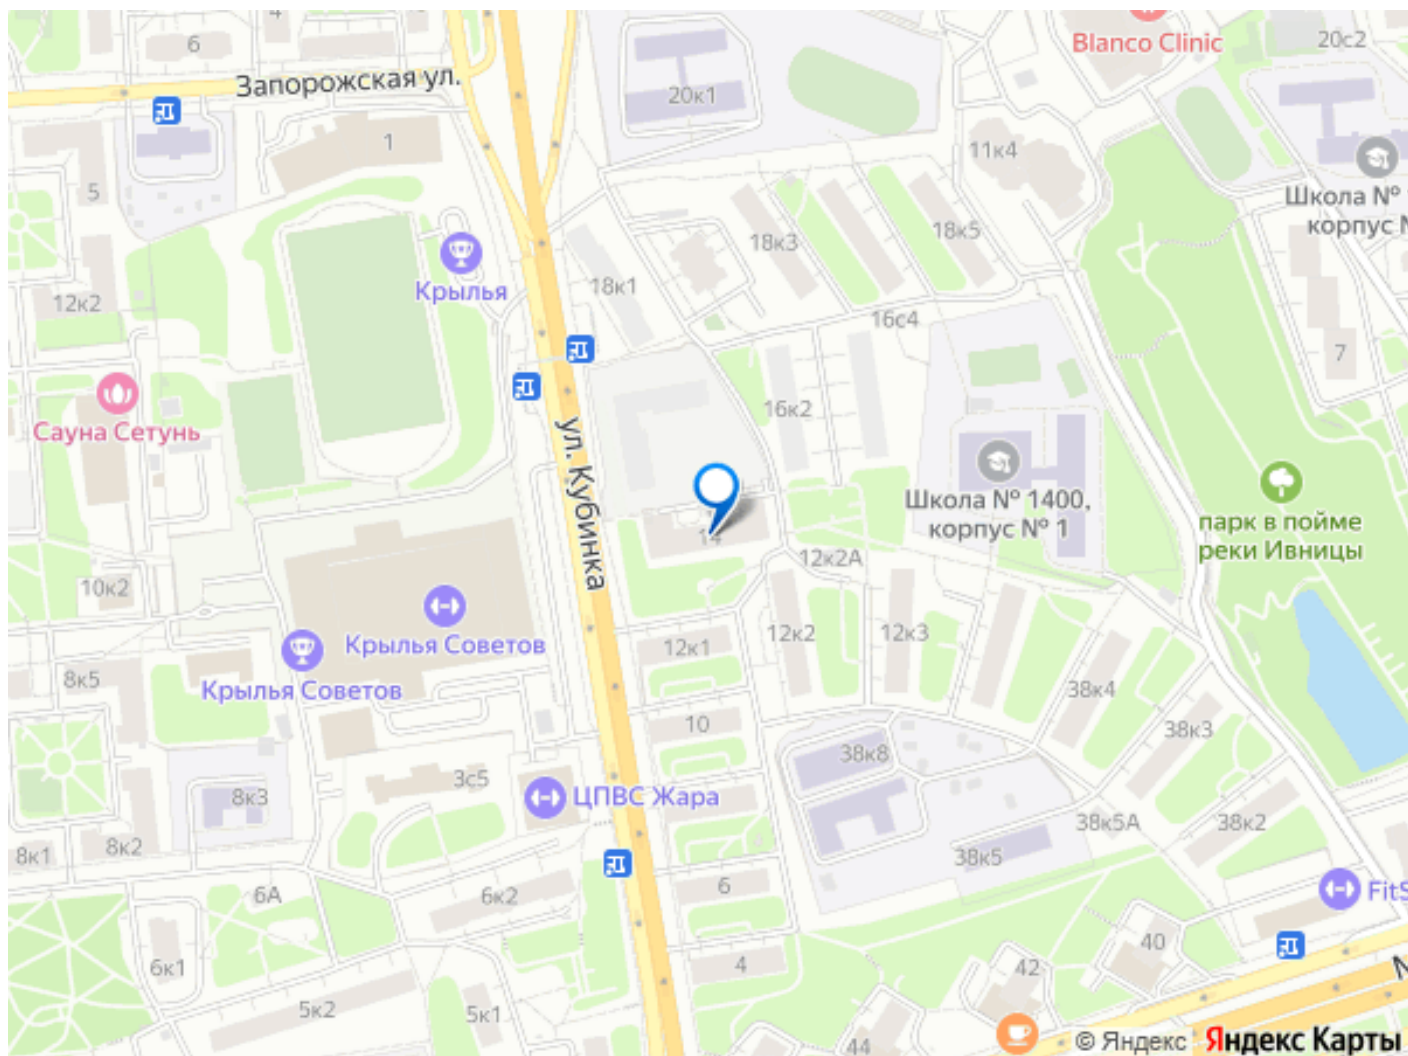 4
6
Запорожская ул.
20к1
Blanco Clinic
20с2
1
11к4
5
Школа №
корпус №
18к3
18к5
Крылья
18к1
12к2
16с4
7
16к2
Сауна Сетунь
ул. Кубинка
Школа № 1400,
корпус № 1
парк в пойме
реки Ивницы
14
12к2А
10к2
Крылья Советов
12к1
12к2
12к3
8к5
Крылья Советов
38к4
10
38к3
38к8
3с5
8к3
ЦПВС Жара
38к5А
38к2
8к1
8к2
38к5
6А
6к2
6
FitS
40
6к1
4
42
5к2
5к1
44
© Яндекс Яндекс Карты